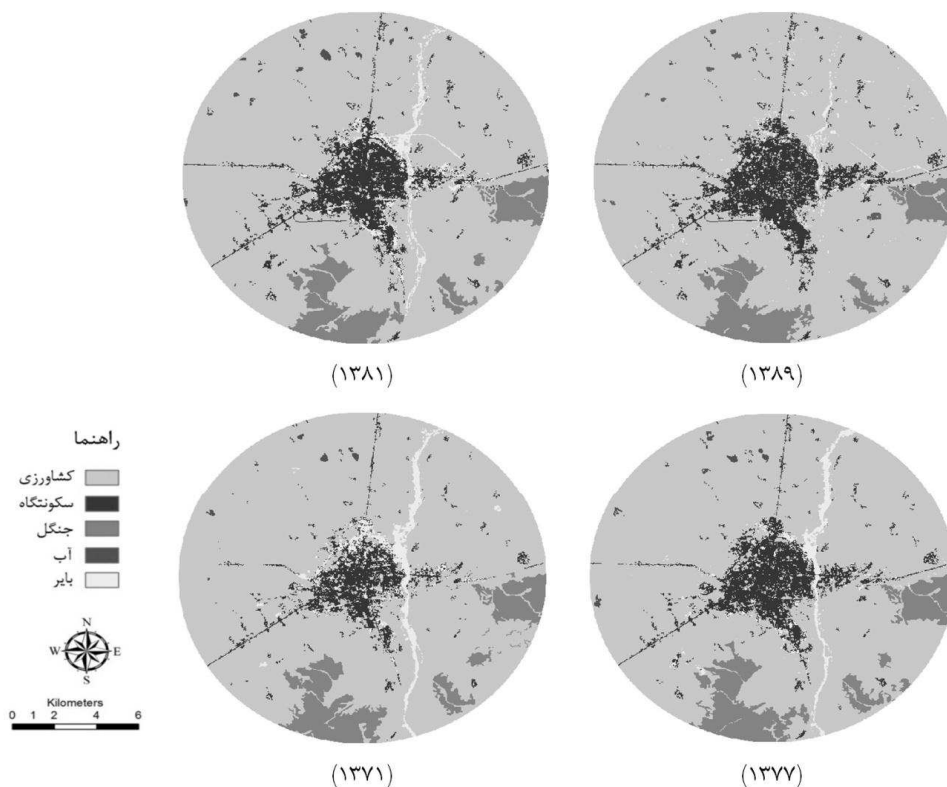 (۱۳۸۱)
(۱۳۸۹)
راهنما
کشاورزی
سکونتگاه
جنگل
آب
بایر
N
W E
S
Kilometers
0 1 2 4 6
(۱۳۷۱)
(۱۳۷۷)